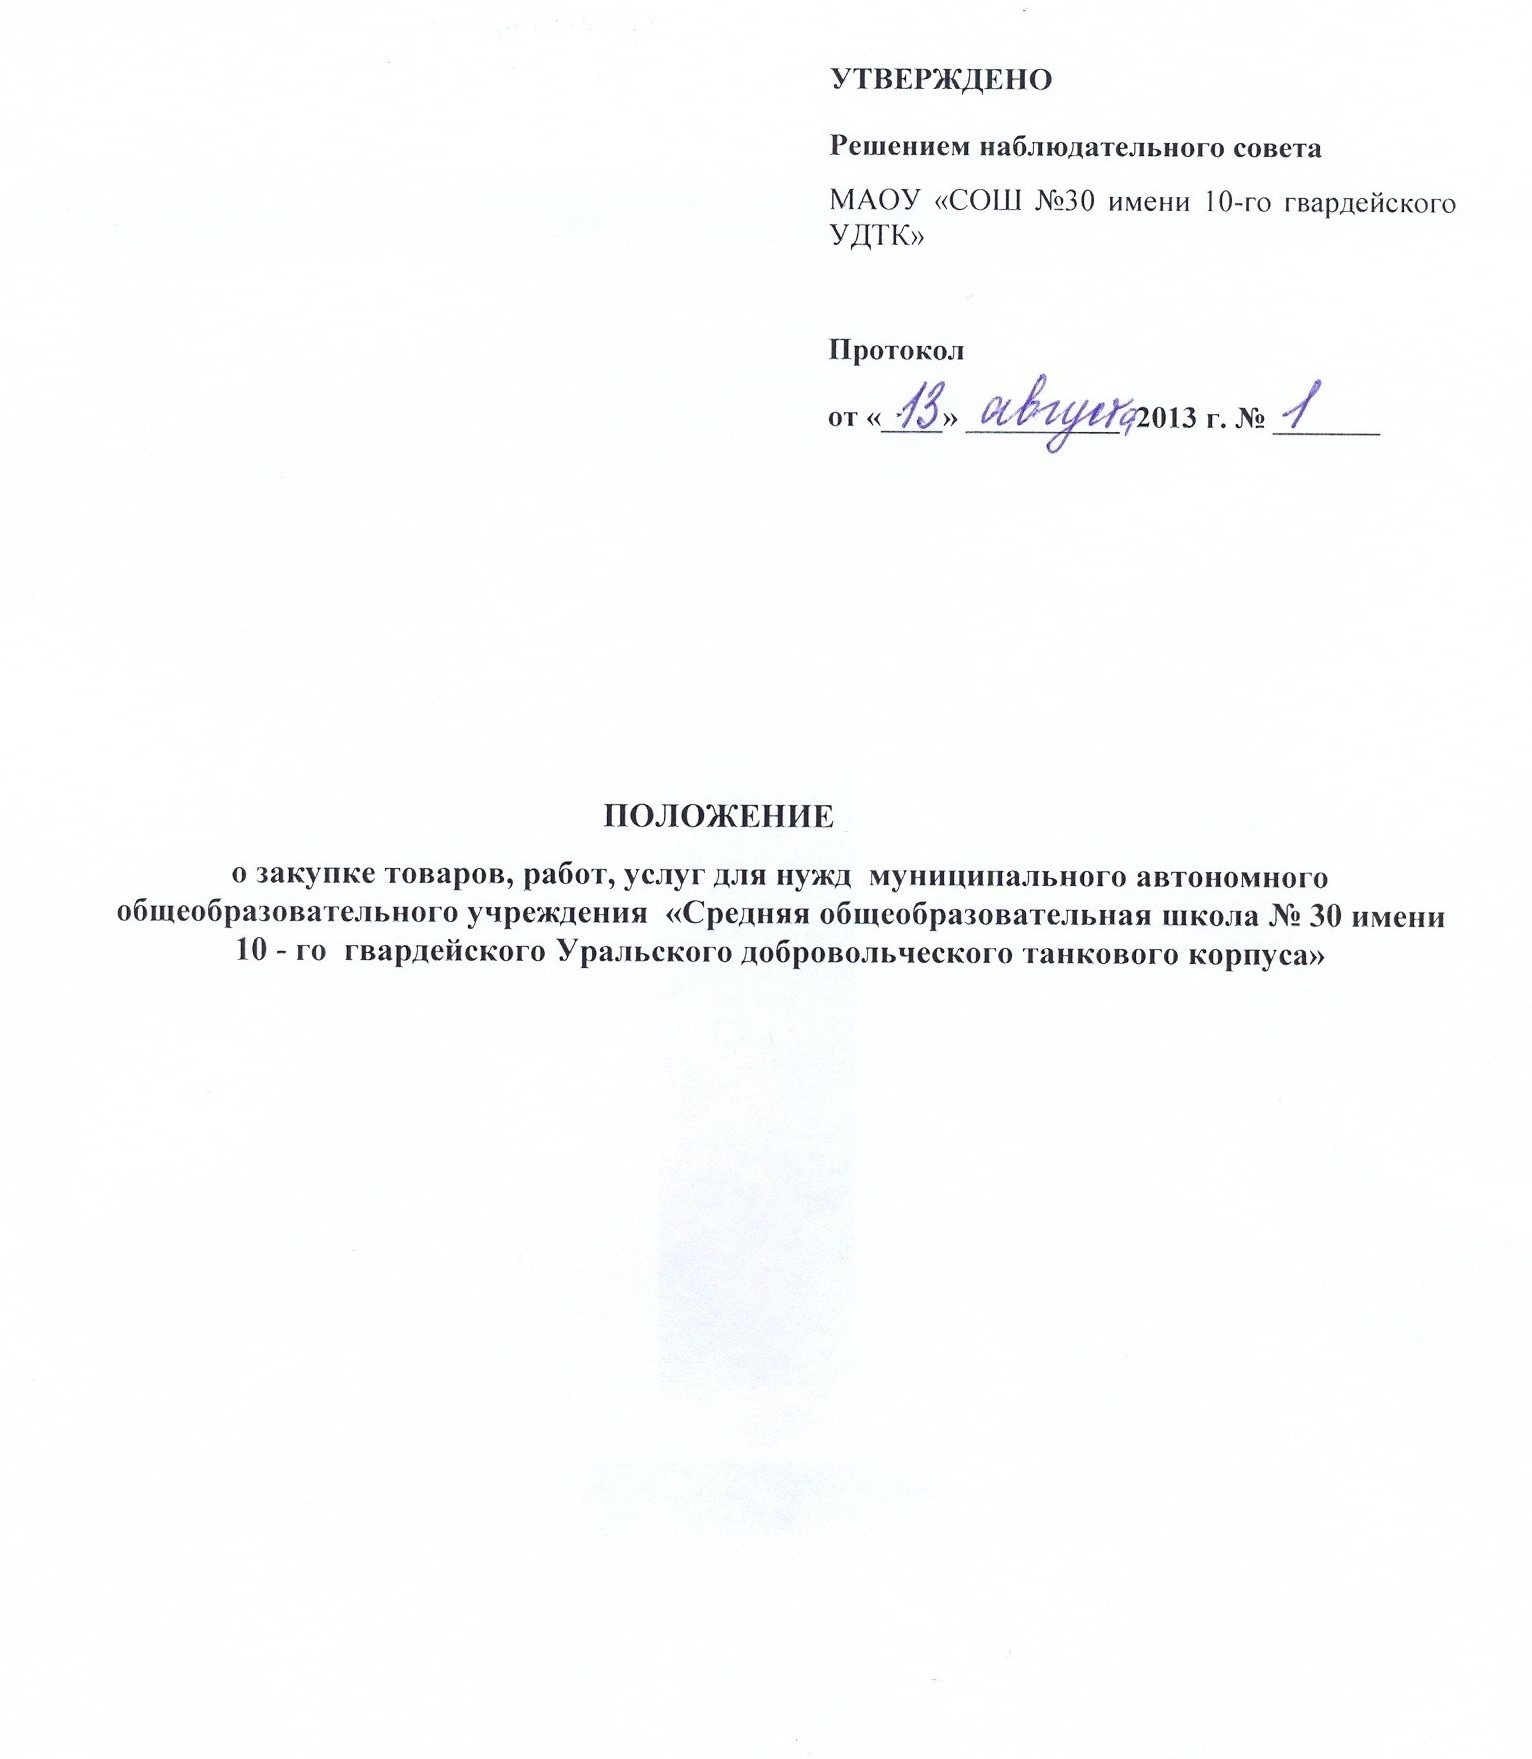 УТВЕРЖДЕНО
Решением наблюдательного совета
МАОУ «СОШ №30 имени 10-го гвардейского
УДТК»
Протокол
от «13» августа 2013 г. № 1
ПОЛОЖЕНИЕ
о закупке товаров, работ, услуг для нужд муниципального автономного
общеобразовательного учреждения «Средняя общеобразовательная школа № 30 имени
10 - го гвардейского Уральского добровольческого танкового корпуса»